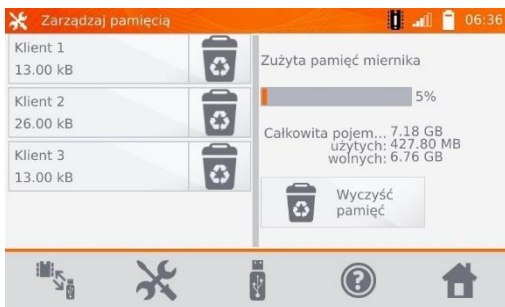 Zarządzaj pamięcią
06:36
Klient 1
13.00 kB
Klient 2
26.00 kB
Klient 3
13.00 kB
Zużyta pamięć miernika
5%
Całkowita pojem... 7.18 GB
użytych: 427.80 MB
wolnych: 6.76 GB
Wyczyść
pamięć